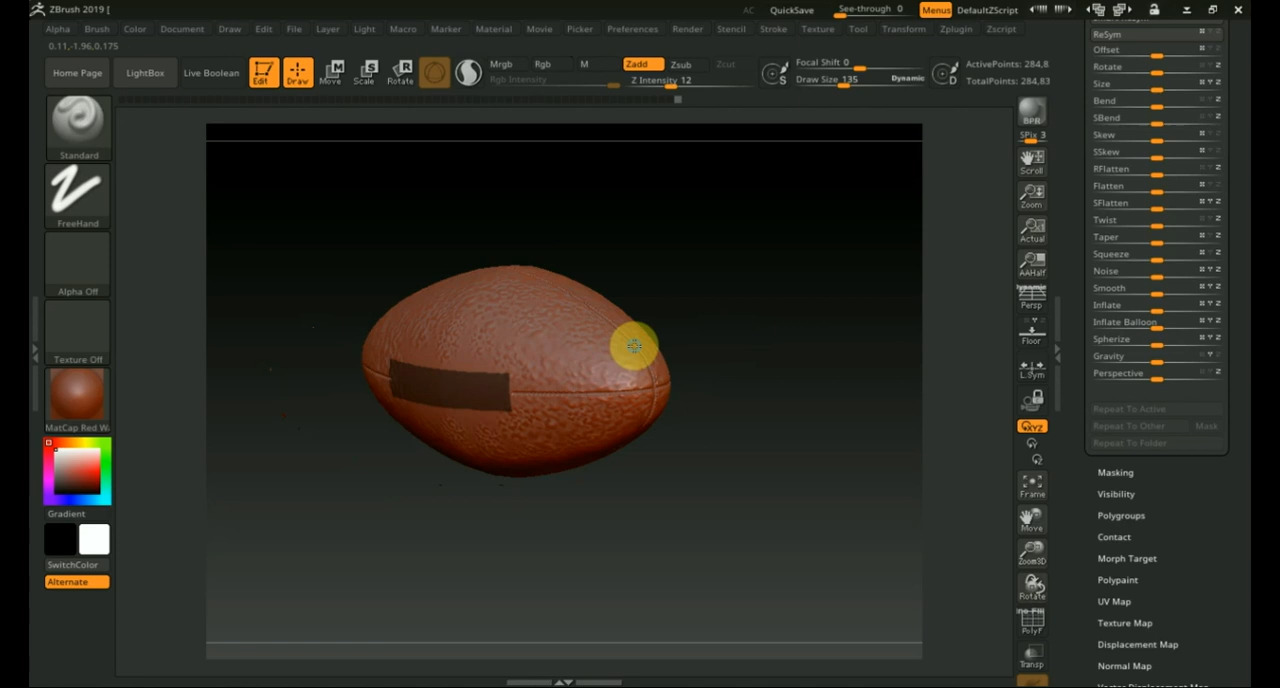 ZBrush 2019 [
AC QuickSave See-through 0 Menus DefaultZScript
Alpha Brush Color Document Draw Edit File Layer Light Macro Marker Material Movie Picker Preferences Render Stencil Stroke Texture Tool Transform Zplugin Zscript
0.11,-1.96,0.175
Home Page LightBox Live Boolean Edit Draw Move Scale Rotate
Mrgb Rgb M Zadd Zsub Zcut
Rgb Intensity Z Intensity 12
Focal Shift 0
Draw Size 135 Dynamic
S
D
ActivePoints: 284,8
TotalPoints: 284,83
Standard
FreeHand
Alpha Off
Texture Off
MatCap Red W
Gradient
SwitchColor
Alternate
BPR
SPix 3
Scroll
Zoom
Actual
AAHalf
Dynamic
Persp
Floor
L.Sym
XYZ
Frame
Move
Zoom3D
Rotate
PolyF
Transp
ReSym
Offset
Rotate
Size
Bend
SBend
Skew
SSkew
RFlatten
Flatten
SFlatten
Twist
Taper
Squeeze
Noise
Smooth
Inflate
Inflate Balloon
Spherize
Gravity
Perspective
Repeat To Active
Repeat To Other Mask
Repeat To Folder
Masking
Visibility
Polygroups
Contact
Morph Target
Polypaint
UV Map
Texture Map
Displacement Map
Normal Map